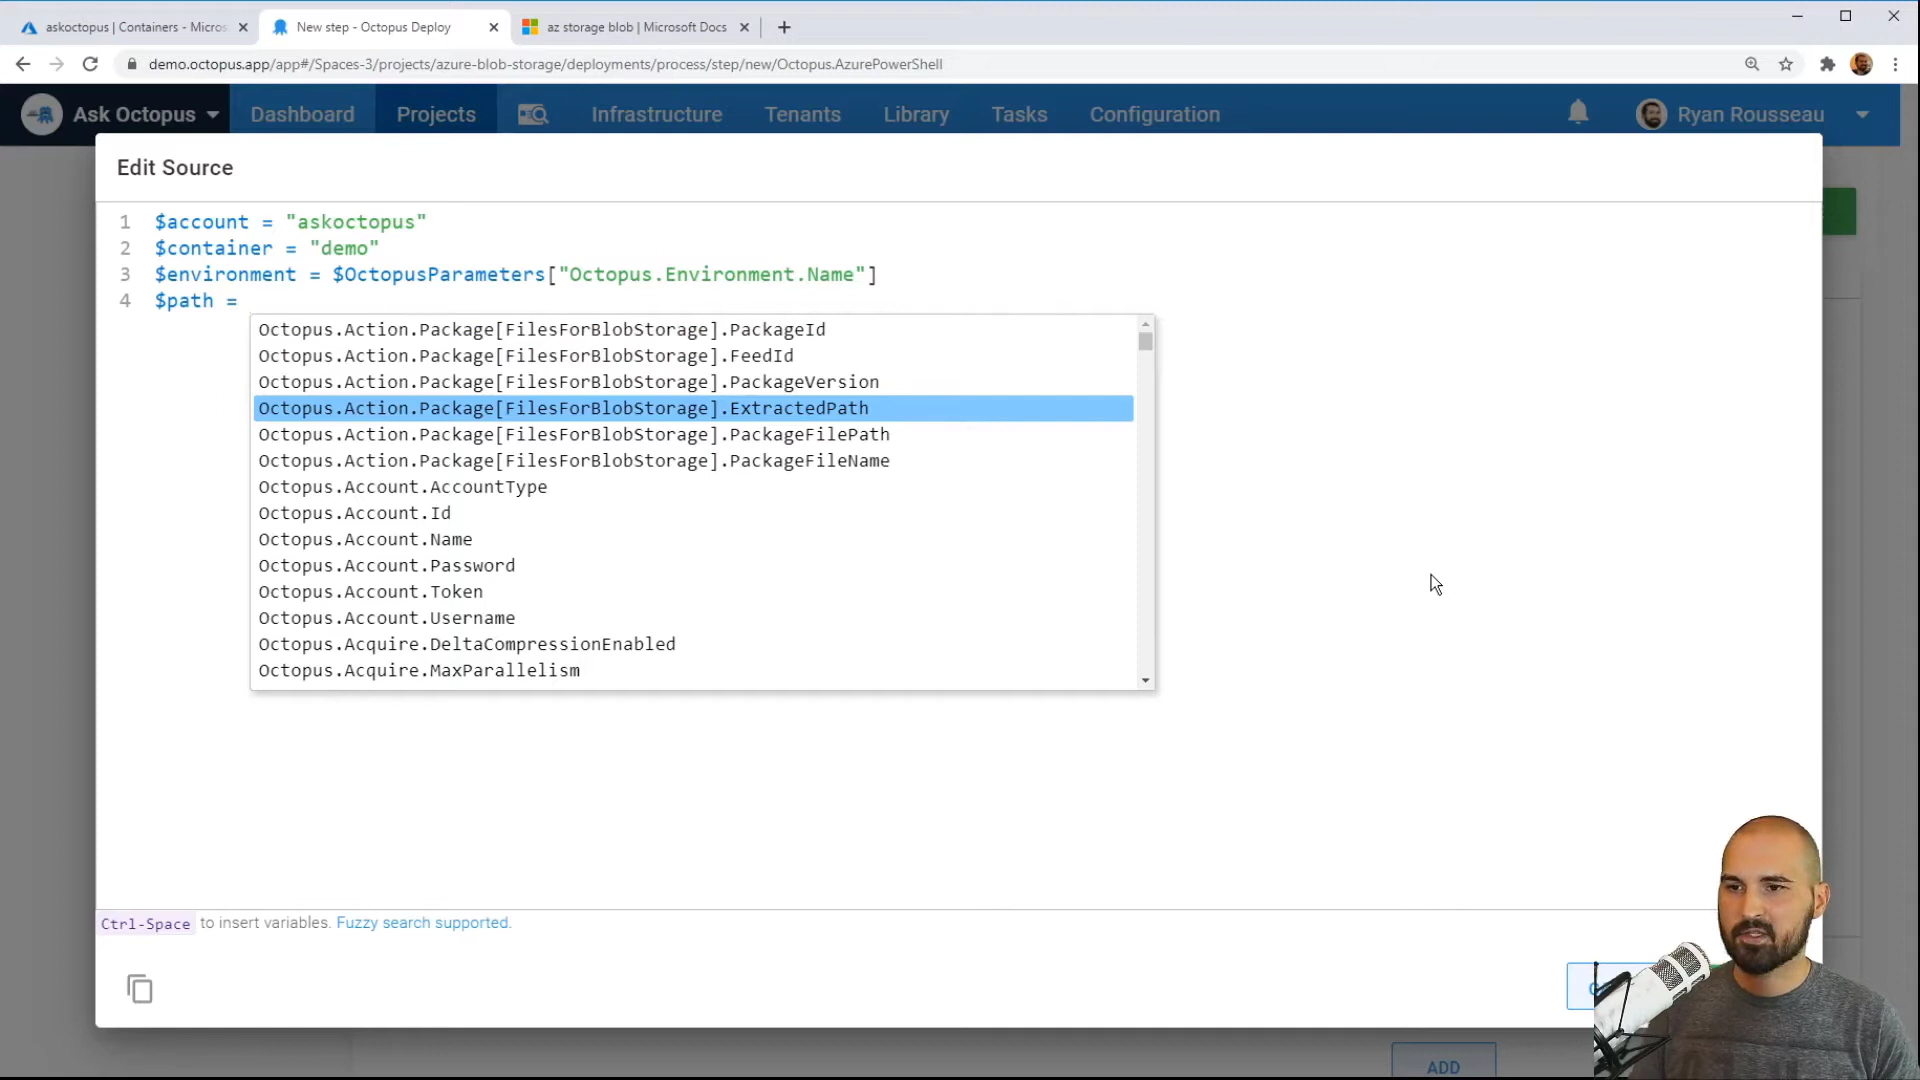 askoctopus | Containers - Micros
New step - Octopus Deploy
az storage blob | Microsoft Docs
demo.octopus.app/app#/Spaces-3/projects/azure-blob-storage/deployments/process/step/new/Octopus.AzurePowerShell
Ask Octopus
Dashboard
Projects
Infrastructure
Tenants
Library
Tasks
Configuration
Ryan Rousseau
Edit Source
1 $account = "askoctopus"
2 $container = "demo"
3 $environment = $OctopusParameters["Octopus.Environment.Name"]
4 $path =
Octopus.Action.Package[FilesForBlobStorage].PackageId
Octopus.Action.Package[FilesForBlobStorage].FeedId
Octopus.Action.Package[FilesForBlobStorage].PackageVersion
Octopus.Action.Package[FilesForBlobStorage].ExtractedPath
Octopus.Action.Package[FilesForBlobStorage].PackageFilePath
Octopus.Action.Package[FilesForBlobStorage].PackageFileName
Octopus.Account.AccountType
Octopus.Account.Id
Octopus.Account.Name
Octopus.Account.Password
Octopus.Account.Token
Octopus.Account.Username
Octopus.Acquire.DeltaCompressionEnabled
Octopus.Acquire.MaxParallelism
Ctrl-Space to insert variables. Fuzzy search supported.
ADD